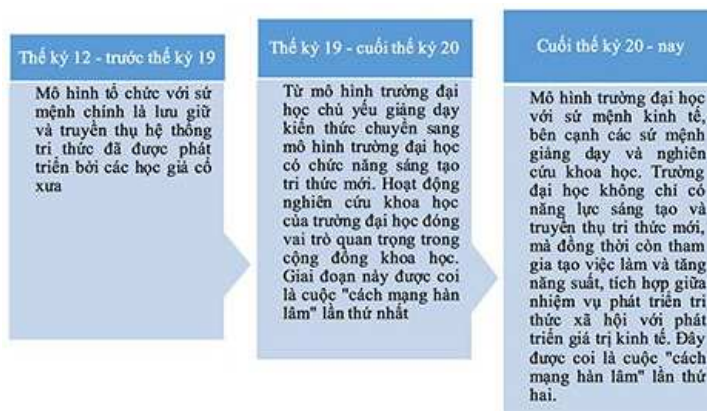 Thế kỷ 12 - trước thế kỷ 19
Mô hình tổ chức với sứ
mệnh chính là lưu giữ
và truyền thụ hệ thống
tri thức đã được phát
triển bởi các học giả cổ
xưa
Thế kỷ 19 - cuối thế kỷ 20
Từ mô hình trường đại
học chủ yếu giảng dạy
kiến thức chuyển sang
mô hình trường đại học
có chức năng sáng tạo
tri thức mới. Hoạt động
nghiên cứu khoa học
của trường đại học đóng
vai trò quan trọng trong
cộng đồng khoa học.
Giai đoạn này được coi
là cuộc "cách mạng hàn
lâm" lần thứ nhất
Cuối thế kỷ 20 - nay
Mô hình trường đại học
với sứ mệnh kinh tế,
bên cạnh các sứ mệnh
giảng dạy và nghiên
cứu khoa học. Trường
đại học không chỉ có
năng lực sáng tạo và
truyền thụ tri thức mới,
mà đồng thời còn tham
gia tạo việc làm và tăng
năng suất, tích hợp giữa
nhiệm vụ phát triển tri
thức xã hội với phát
triển giá trị kinh tế. Đây
được coi là cuộc "cách
mạng hàn lâm" lần thứ
hai.